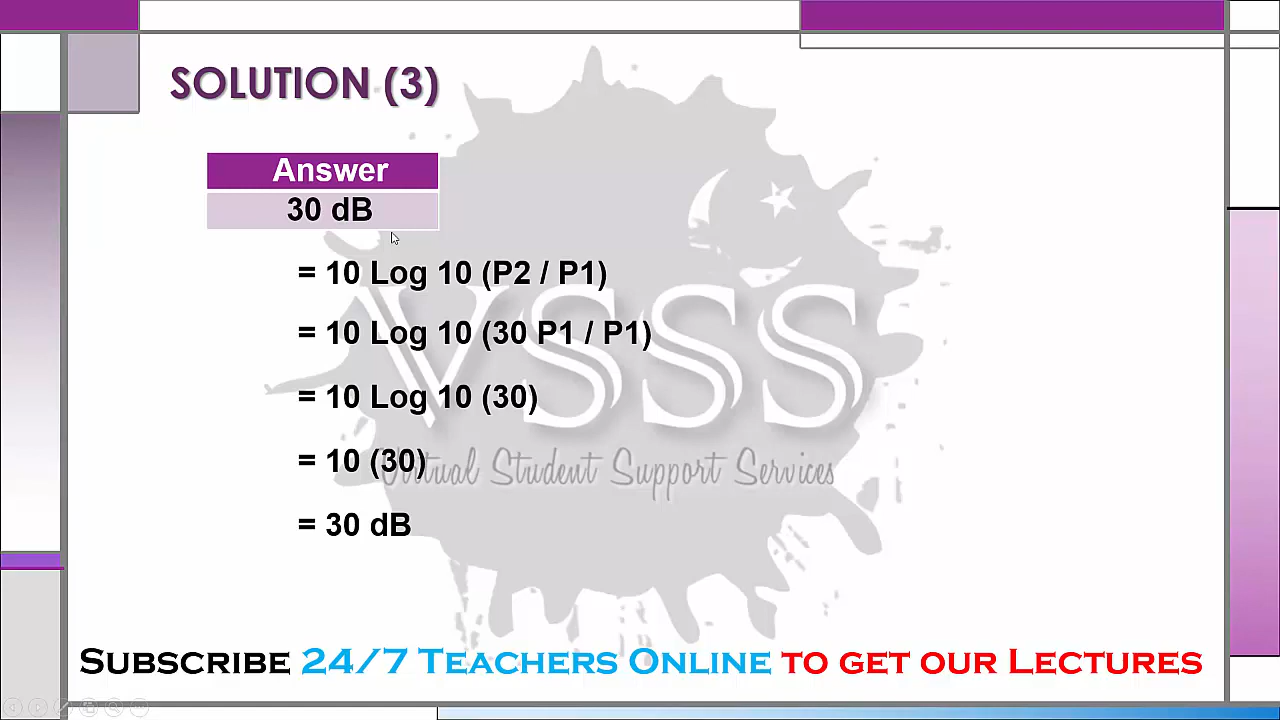 SOLUTION (3)
Answer
30 dB
= 10 Log 10 (P2 / P1)
= 10 Log 10 (30 P1 / P1)
= 10 Log 10 (30)
= 10 (30)
= 30 dB
VSSS
Virtual Student Support Services
SUBSCRIBE 24/7 TEACHERS ONLINE TO GET OUR LECTURES